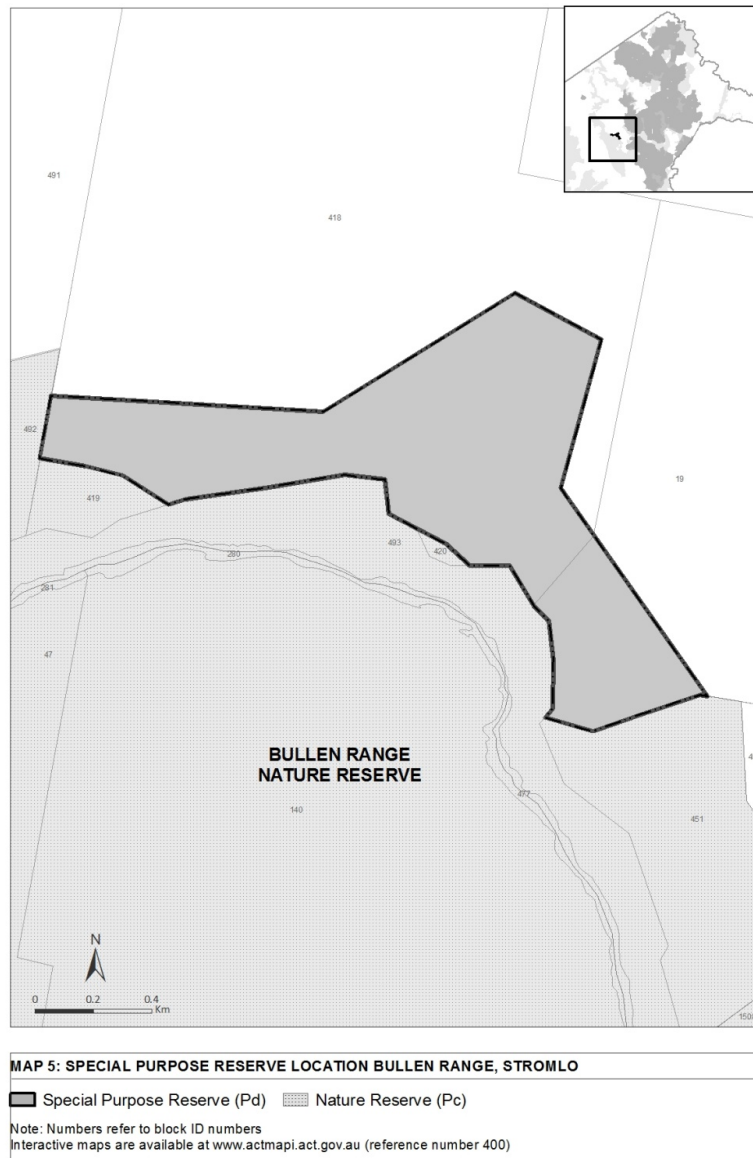 491
418
492
419
19
493
420
280
281
47
BULLEN RANGE
NATURE RESERVE
140
477
451
4
N
0 0.2 0.4
Km
150
MAP 5: SPECIAL PURPOSE RESERVE LOCATION BULLEN RANGE, STROMLO
Special Purpose Reserve (Pd) Nature Reserve (Pc)
Note: Numbers refer to block ID numbers
Interactive maps are available at www.actmapi.act.gov.au (reference number 400)